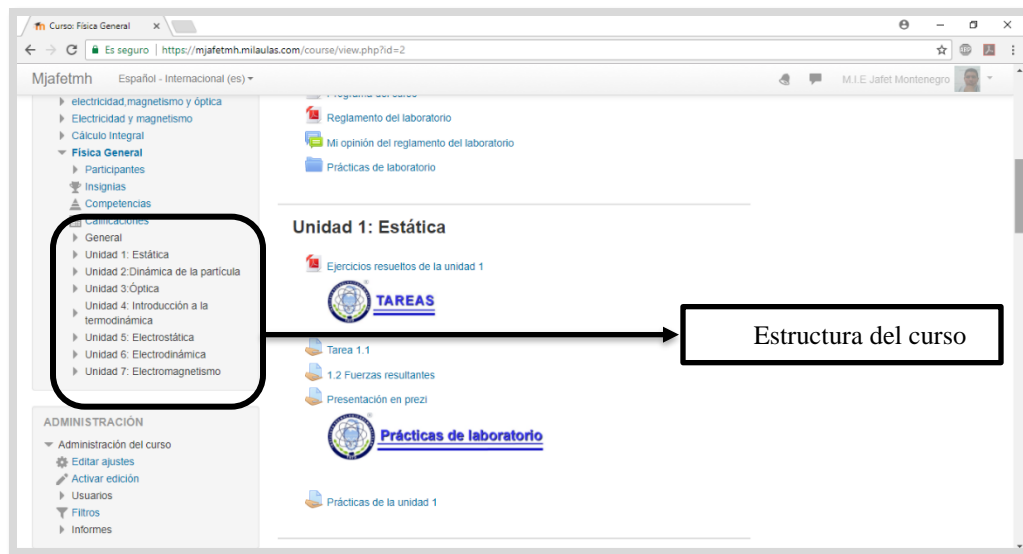 Curso: Física General
Es seguro | https://mjafetmh.milaulas.com/course/view.php?id=2
Mjafetmh Español - Internacional (es) M.I.E Jafet Montenegro
electricidad,magnetismo y óptica
Electricidad y magnetismo
Cálculo Integral
Física General
Participantes
Insignias
Competencias
Calificaciones
General
Unidad 1: Estática
Unidad 2:Dinámica de la partícula
Unidad 3:Óptica
Unidad 4: Introducción a la
termodinámica
Unidad 5: Electrostática
Unidad 6: Electrodinámica
Unidad 7: Electromagnetismo
ADMINISTRACIÓN
Administración del curso
Editar ajustes
Activar edición
Usuarios
Filtros
Informes
Programa del curso
Reglamento del laboratorio
Mi opinión del reglamento del laboratorio
Prácticas de laboratorio
Unidad 1: Estática
Ejercicios resueltos de la unidad 1
TAREAS
Tarea 1.1
1.2 Fuerzas resultantes
Presentación en prezi
Prácticas de laboratorio
Prácticas de la unidad 1
Estructura del curso